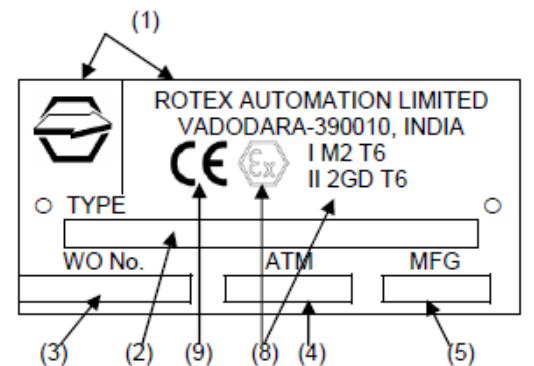 (1)
ROTEX AUTOMATION LIMITED
VADODARA-390010, INDIA
CE Ex I M2 T6
II 2GD T6
TYPE
WO No. ATM MFG
(3) (2) (9) (8) (4) (5)